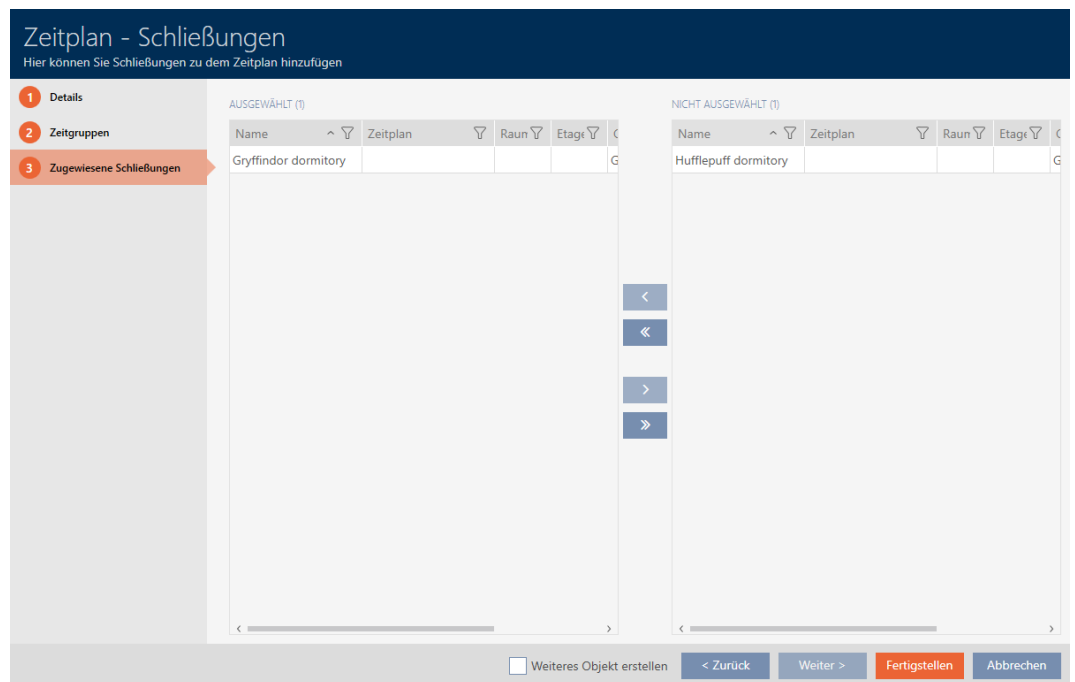 Zeitplan - Schließungen
Hier können Sie Schließungen zu dem Zeitplan hinzufügen
1 Details
2 Zeitgruppen
3 Zugewiesene Schließungen
AUSGEWÄHLT (1)
Name Zeitplan Raun Etage
Gryffindor dormitory G
NICHT AUSGEWÄHLT (1)
Name Zeitplan Raun Etage
Hufflepuff dormitory G
Weiteres Objekt erstellen < Zurück Weiter > Fertigstellen Abbrechen